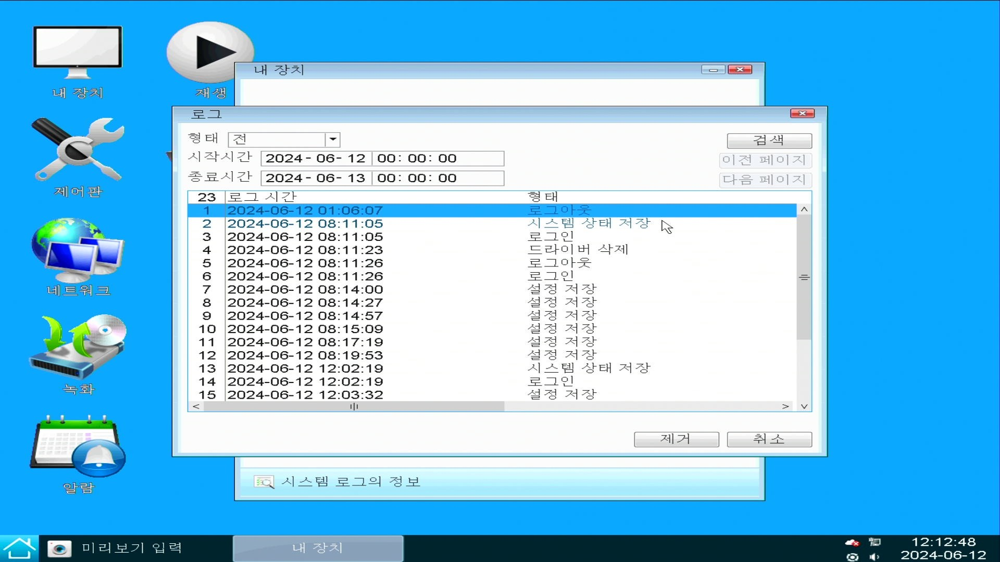 내 장치
재생
제어판
네트워크
녹화
알람
내 장치
로그
형태 전
검색
시작시간 2024-06-12 00:00:00
이전 페이지
종료시간 2024-06-13 00:00:00
다음 페이지
23 로그 시간 형태
1 2024-06-12 01:06:07 로그아웃
2 2024-06-12 08:11:05 시스템 상태 저장
3 2024-06-12 08:11:05 로그인
4 2024-06-12 08:11:23 드라이버 삭제
5 2024-06-12 08:11:26 로그아웃
6 2024-06-12 08:11:26 로그인
7 2024-06-12 08:14:00 설정 저장
8 2024-06-12 08:14:27 설정 저장
9 2024-06-12 08:14:57 설정 저장
10 2024-06-12 08:15:09 설정 저장
11 2024-06-12 08:17:19 설정 저장
12 2024-06-12 08:19:53 설정 저장
13 2024-06-12 12:02:19 시스템 상태 저장
14 2024-06-12 12:02:19 로그인
15 2024-06-12 12:03:32 설정 저장
제거 취소
시스템 로그의 정보
미리보기 입력
내 장치
12:12:48
2024-06-12